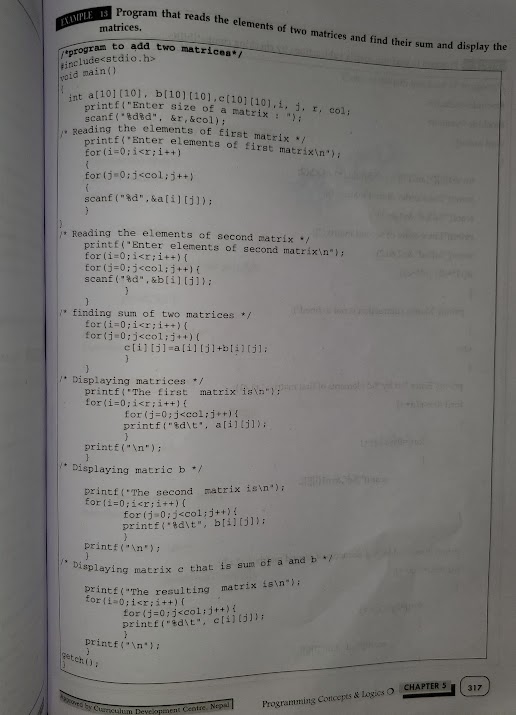 EXAMPLE 13 Program that reads the elements of two matrices and find their sum and display the
matrices.
/*program to add two matrices*/
#include<stdio.h>
void main()
{
int a[10][10], b[10][10],c[10][10],i, j, r, col;
printf("Enter size of a matrix : ");
scanf("%d%d", &r,&col);
/* Reading the elements of first matrix */
printf("Enter elements of first matrix\n");
for(i=0;i<r;i++)
{
for(j=0;j<col;j++)
{
scanf("%d",&a[i][j]);
}
}
/* Reading the elements of second matrix */
printf("Enter elements of second matrix\n");
for(i=0;i<r;i++){
for(j=0;j<col;j++){
scanf("%d",&b[i][j]);
}
}
/* finding sum of two matrices */
for(i=0;i<r;i++){
for(j=0;j<col;j++){
c[i][j]=a[i][j]+b[i][j];
}
}
/* Displaying matrices */
printf("The first matrix is\n");
for(i=0;i<r;i++){
for(j=0;j<col;j++){
printf("%d\t", a[i][j]);
}
printf("\n");
}
/* Displaying matric b */
printf("The second matrix is\n");
for(i=0;i<r;i++){
for(j=0;j<col;j++){
printf("%d\t", b[i][j]);
}
printf("\n");
}
/* Displaying matrix c that is sum of a and b */
printf("The resulting matrix is\n");
for(i=0;i<r;i++){
for(j=0;j<col;j++){
printf("%d\t", c[i][j]);
}
printf("\n");
}
getch();
}
by Curriculum Development Centre, Nepal
Programming Concepts & Logics CHAPTER 5 317